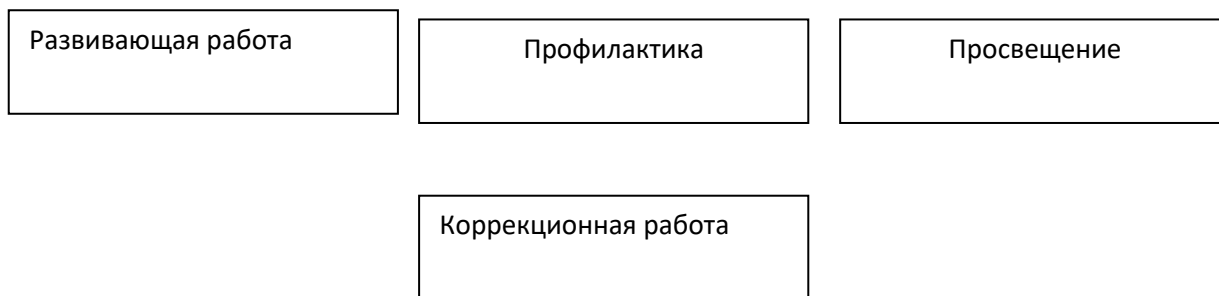 Развивающая работа
Профилактика
Просвещение
Коррекционная работа